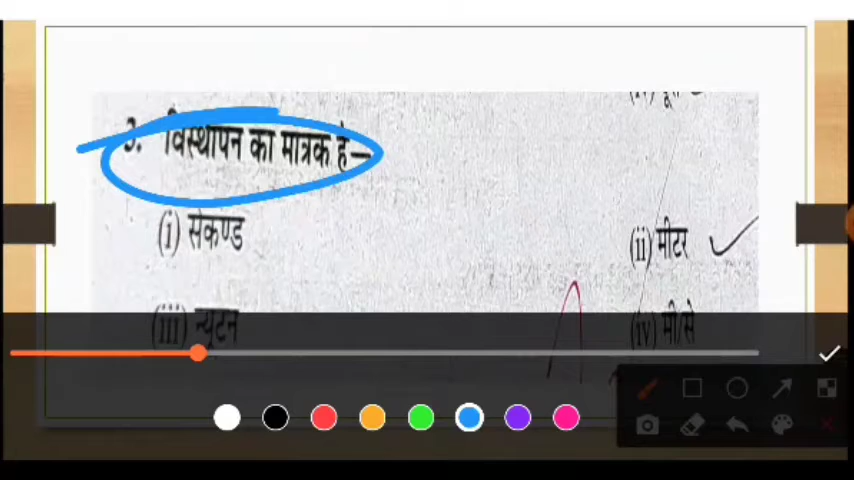 3. विस्थापन का मात्रक है—
(i) सेकण्ड
(ii) मीटर
(iii) न्यूटन
(iv) मी/से